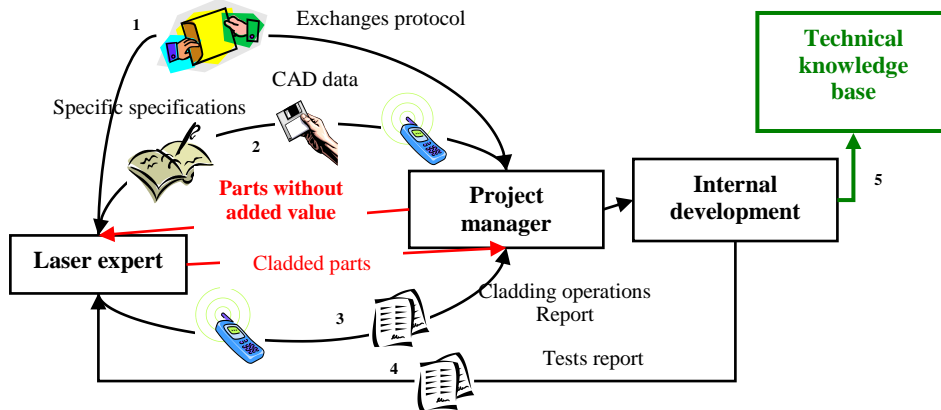 1
Exchanges protocol
Technical
knowledge
base
CAD data
Specific specifications
2
Parts without
added value
Project
manager
Internal
development
5
Laser expert
Cladded parts
Cladding operations
Report
3
Tests report
4